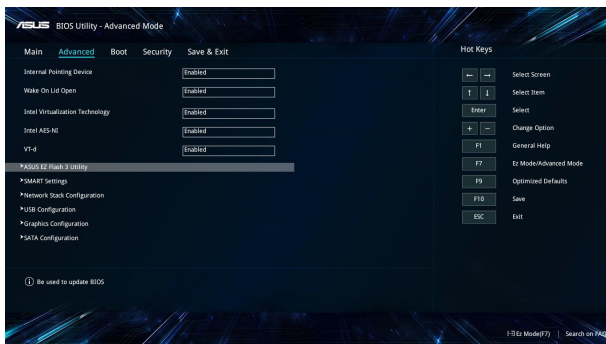 ASUS BIOS Utility - Advanced Mode
Main Advanced Boot Security Save & Exit
Internal Pointing Device Enabled
Wake On Lid Open Enabled
Intel Virtualization Technology Enabled
Intel AES-NI Enabled
VT-d Enabled
ASUS EZ Flash 3 Utility
SMART Settings
Network Stack Configuration
USB Configuration
Graphics Configuration
SATA Configuration
Be used to update BIOS
Hot Keys
← → Select Screen
↑ ↓ Select Item
Enter Select
+ - Change Option
F1 General Help
F7 Ez Mode/Advanced Mode
F9 Optimized Defaults
F10 Save
ESC Exit
Ez Mode(F7) | Search on FAQ